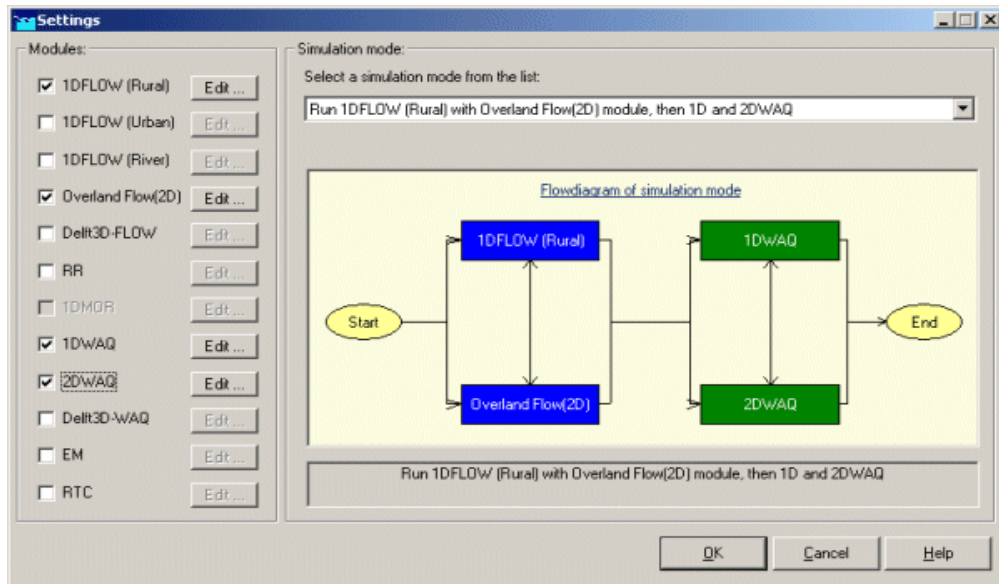 Settings
Modules:
1DFLOW (Rural) Edit ...
1DFLOW (Urban) Edit ...
1DFLOW (River) Edit ...
Overland Flow(2D) Edit ...
Delft3D-FLOW Edit ...
RR Edit ...
1DMOR Edit ...
1DWAQ Edit ...
2DWAQ Edit ...
Delft3D-WAQ Edit ...
EM Edit ...
RTC Edit ...
Simulation mode:
Select a simulation mode from the list:
Run 1DFLOW (Rural) with Overland Flow(2D) module, then 1D and 2DWAQ
Flowdiagram of simulation mode
1DFLOW (Rural) 1DWAQ
Start End
Overland Flow(2D) 2DWAQ
Run 1DFLOW (Rural) with Overland Flow(2D) module, then 1D and 2DWAQ
OK Cancel Help